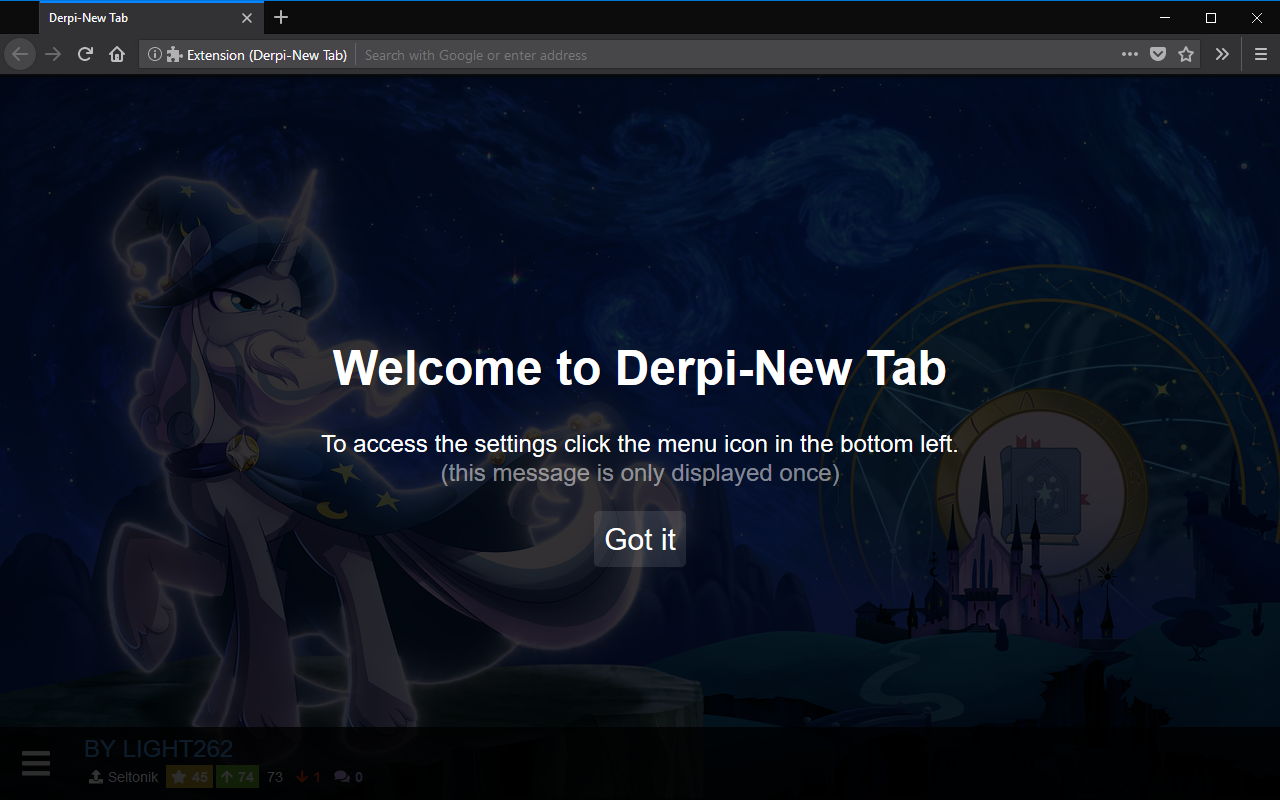 Derpi-New Tab
Extension (Derpi-New Tab) Search with Google or enter address
Welcome to Derpi-New Tab
To access the settings click the menu icon in the bottom left.
(this message is only displayed once)
Got it
BY LIGHT262
Seltonik 45 74 73 1 0